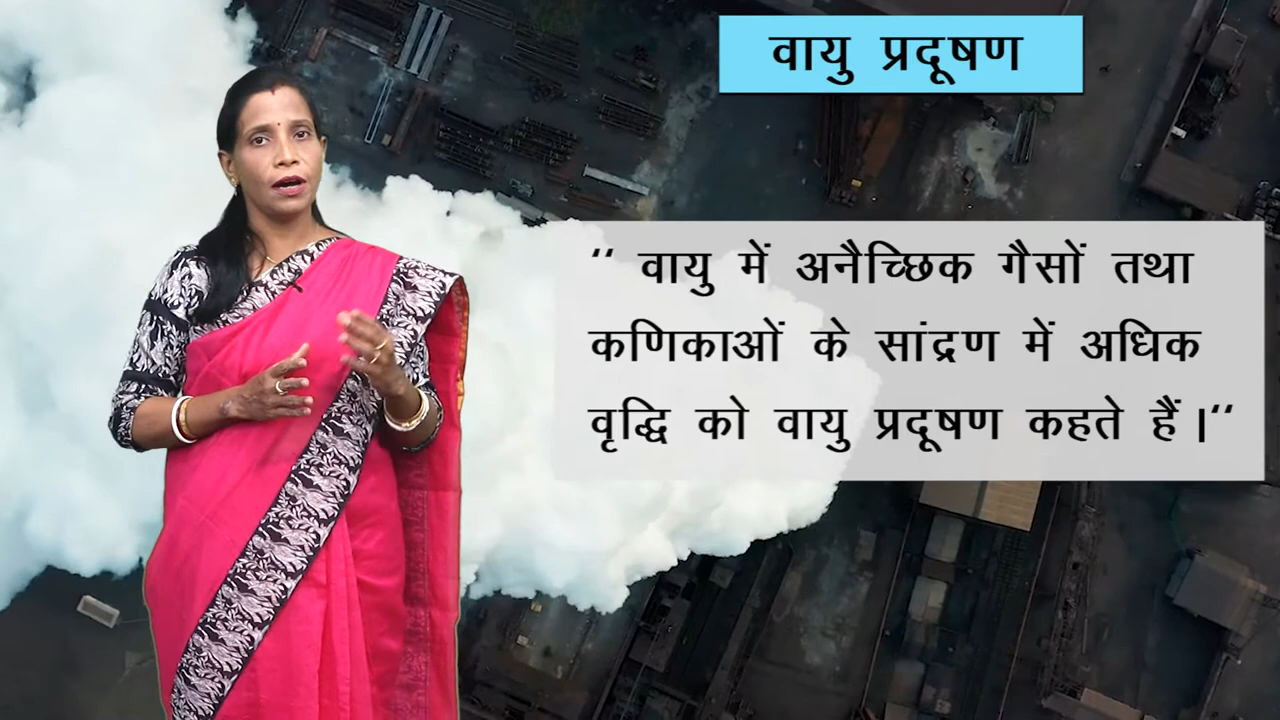 वायु प्रदूषण
‘‘ वायु में अनैच्छिक गैसों तथा
कणिकाओं के सांद्रण में अधिक
वृद्धि को वायु प्रदूषण कहते हैं।‘‘